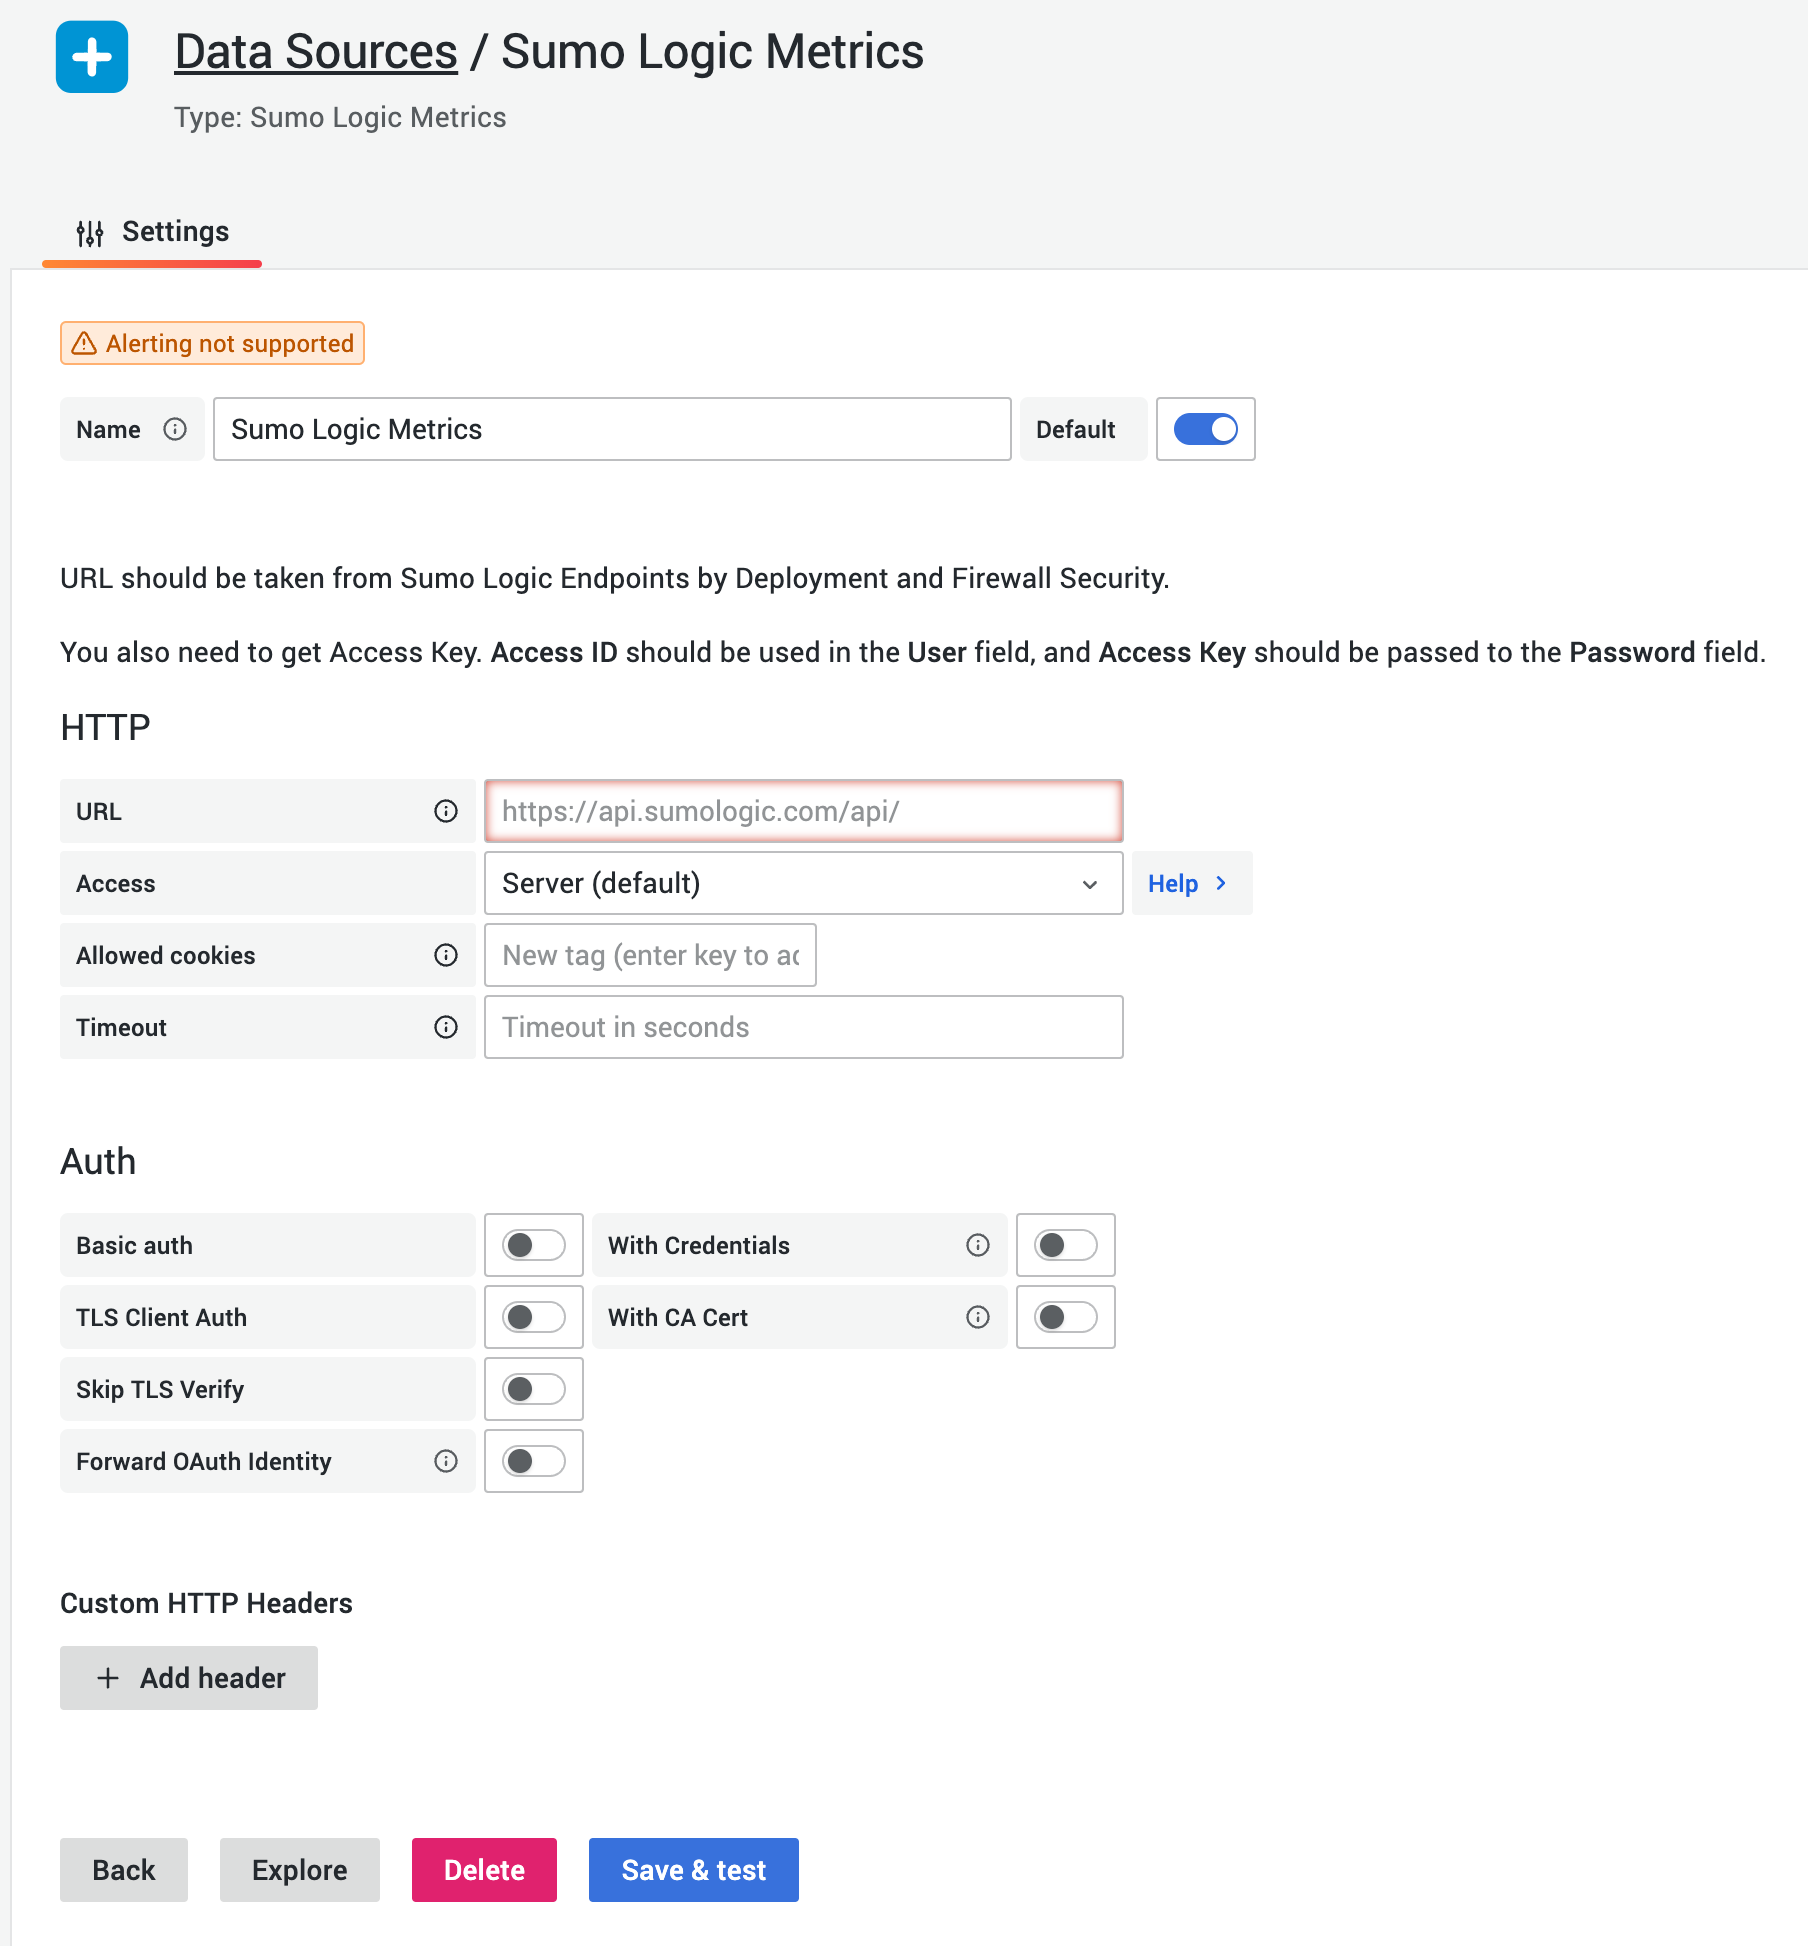 Data Sources / Sumo Logic Metrics
Type: Sumo Logic Metrics
Settings
Alerting not supported
Name Sumo Logic Metrics Default
URL should be taken from Sumo Logic Endpoints by Deployment and Firewall Security.
You also need to get Access Key. Access ID should be used in the User field, and Access Key should be passed to the Password field.
HTTP
URL https://api.sumologic.com/api/
Access Server (default) Help
Allowed cookies New tag (enter key to ac
Timeout Timeout in seconds
Auth
Basic auth With Credentials
TLS Client Auth With CA Cert
Skip TLS Verify
Forward OAuth Identity
Custom HTTP Headers
Add header
Back Explore Delete Save & test